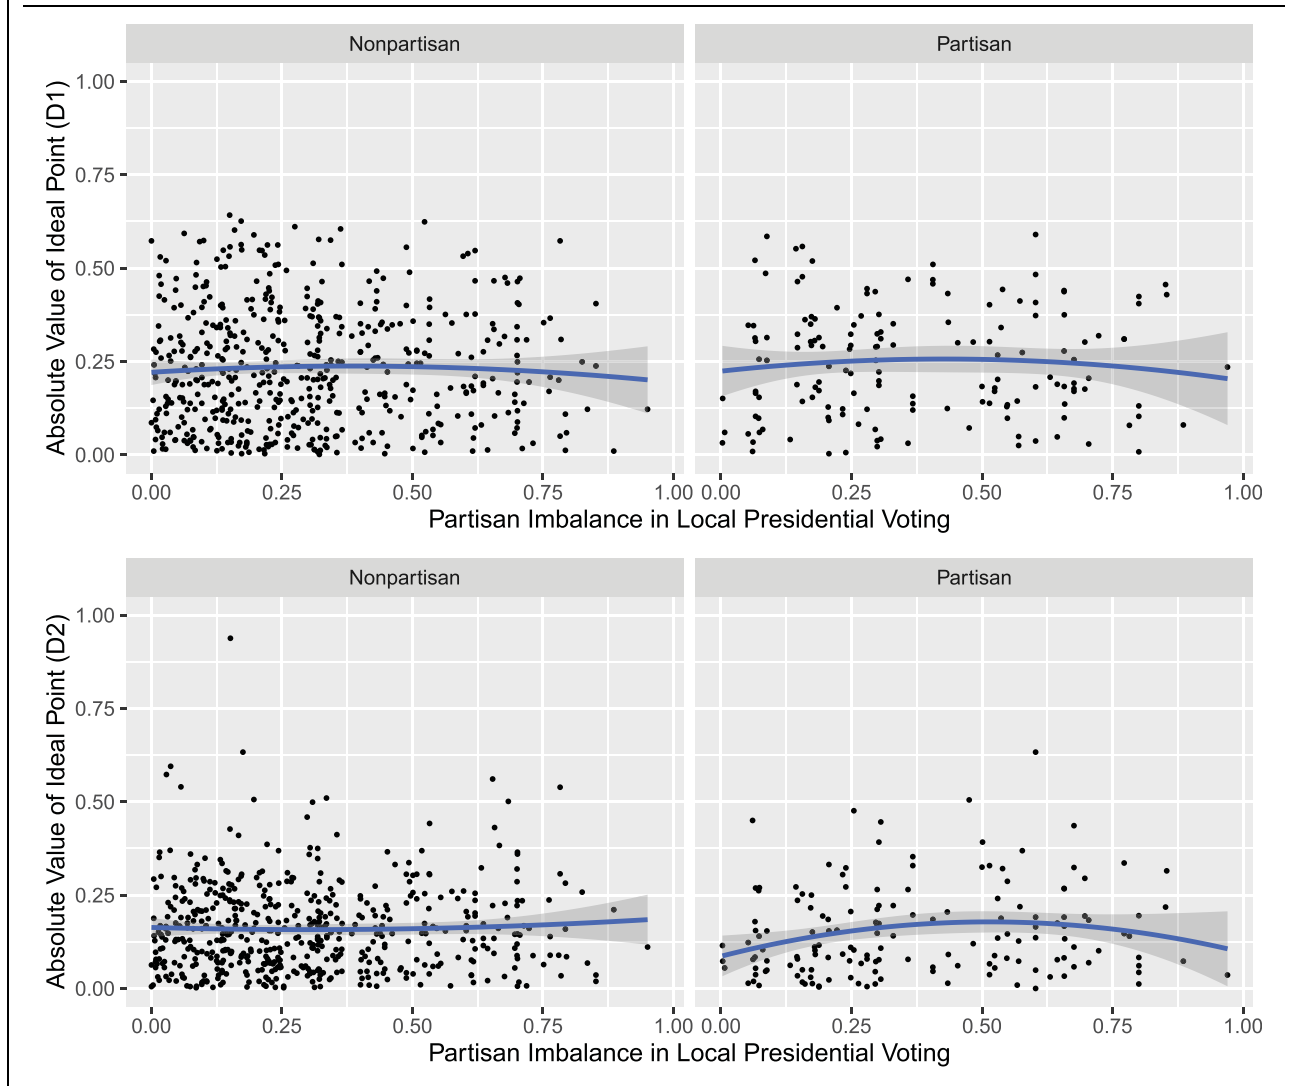 Nonpartisan Partisan
Absolute Value of Ideal Point (D1)
1.00
0.75
0.50
0.25
0.00
0.00 0.25 0.50 0.75 1.00 0.00 0.25 0.50 0.75 1.00
Partisan Imbalance in Local Presidential Voting
Nonpartisan Partisan
Absolute Value of Ideal Point (D2)
1.00
0.75
0.50
0.25
0.00
0.00 0.25 0.50 0.75 1.00 0.00 0.25 0.50 0.75 1.00
Partisan Imbalance in Local Presidential Voting